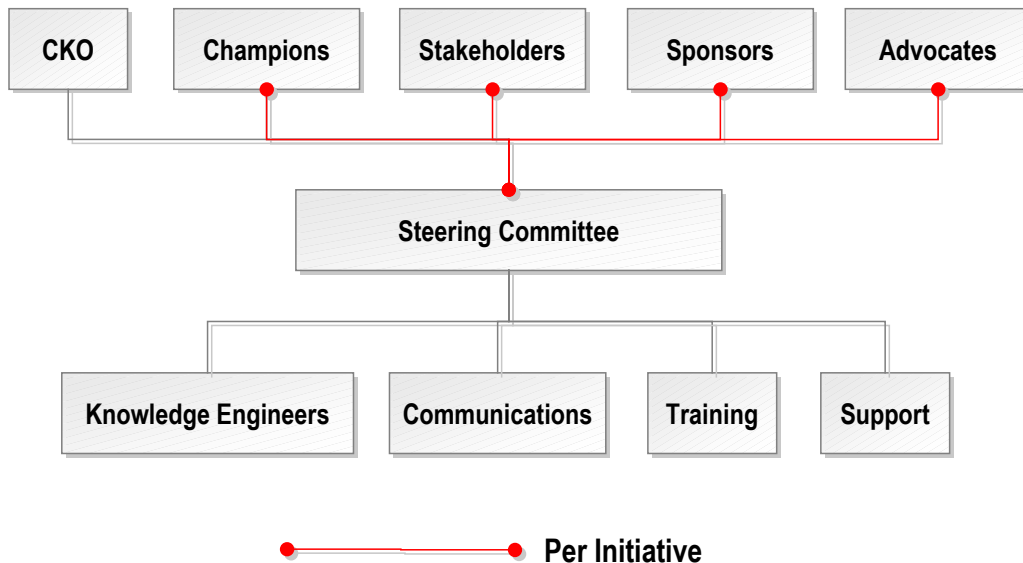 CKO
Champions
Stakeholders
Sponsors
Advocates
Steering Committee
Knowledge Engineers
Communications
Training
Support
Per Initiative